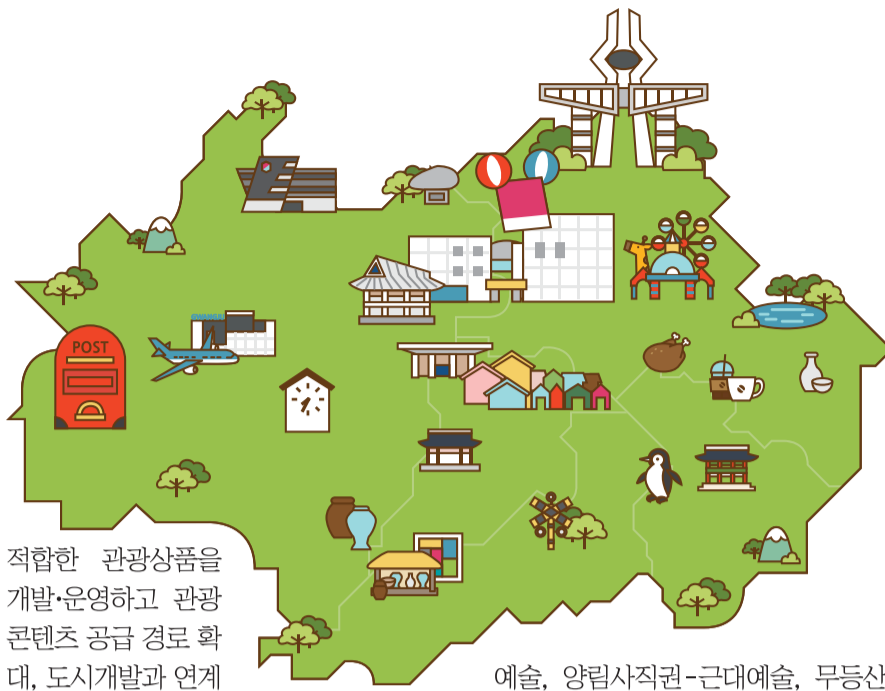 POST
적합한 관광상품을
개발•운영하고 관광
콘텐츠 공급 경로 확
대, 도시개발과 연계
예술, 양림사직권-근대예술, 무등산